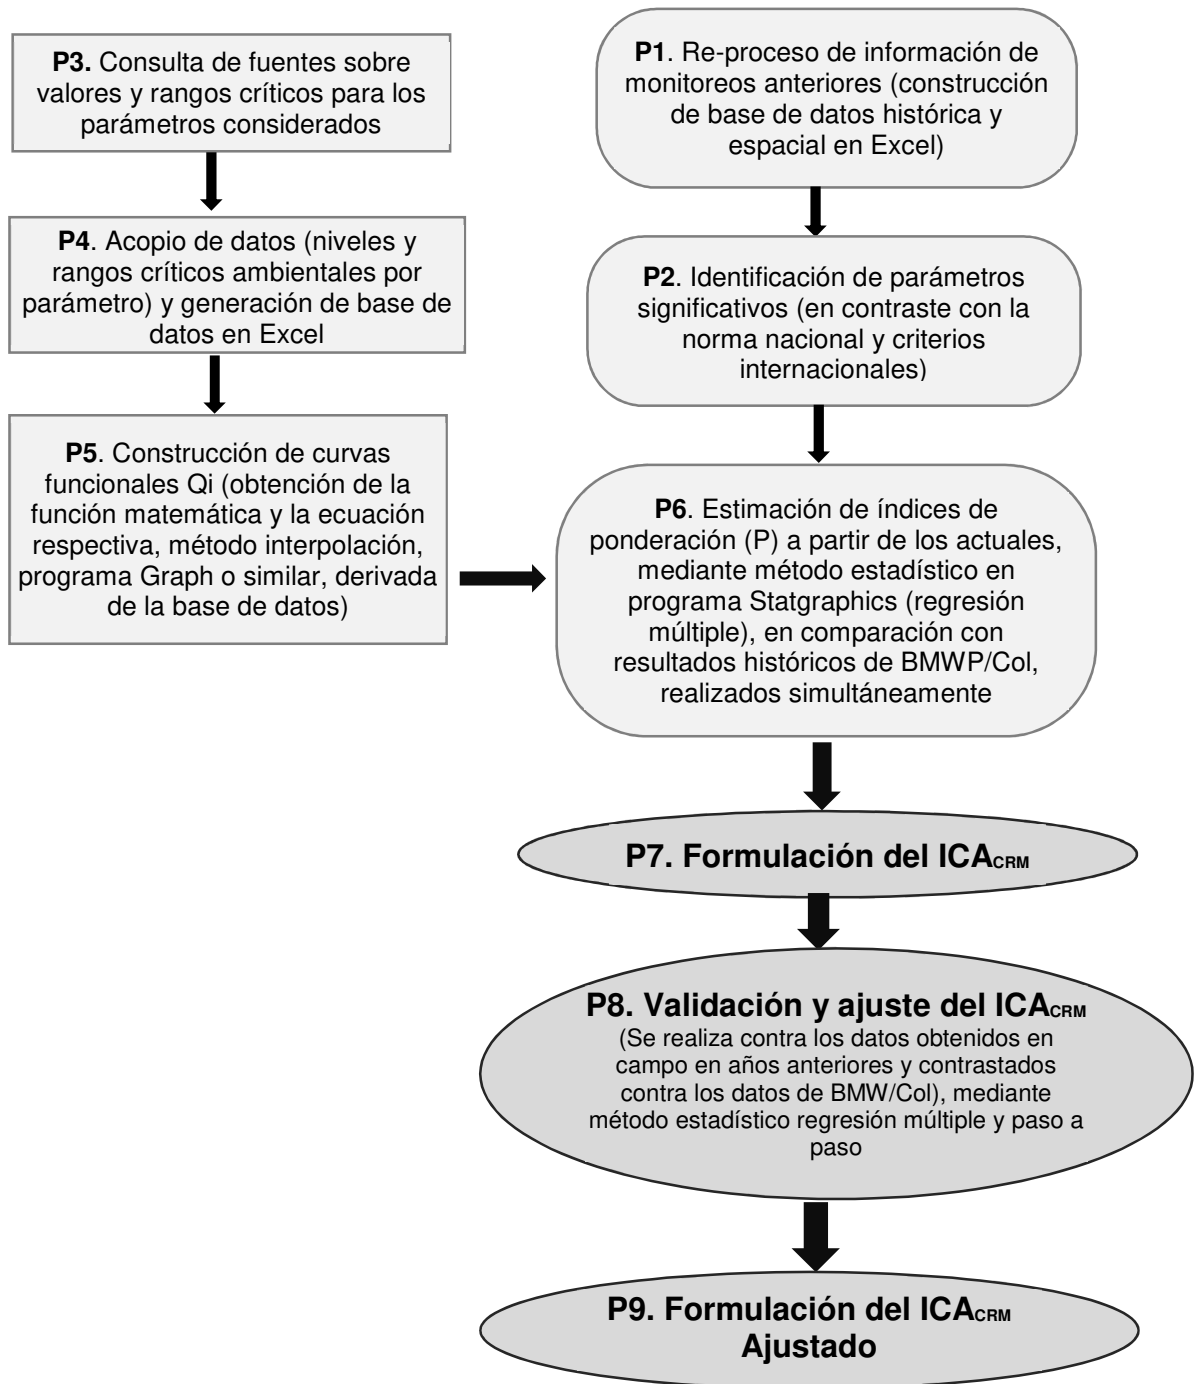 P3. Consulta de fuentes sobre
valores y rangos críticos para los
parámetros considerados
P4. Acopio de datos (niveles y
rangos críticos ambientales por
parámetro) y generación de base de
datos en Excel
P5. Construcción de curvas
funcionales Qi (obtención de la
función matemática y la ecuación
respectiva, método interpolación,
programa Graph o similar, derivada
de la base de datos)
P1. Re-proceso de información de
monitoreos anteriores (construcción
de base de datos histórica y
espacial en Excel)
P2. Identificación de parámetros
significativos (en contraste con la
norma nacional y criterios
internacionales)
P6. Estimación de índices de
ponderación (P) a partir de los actuales,
mediante método estadístico en
programa Statgraphics (regresión
múltiple), en comparación con
resultados históricos de BMWP/Col,
realizados simultáneamente
P7. Formulación del ICACRM
P8. Validación y ajuste del ICACRM
(Se realiza contra los datos obtenidos en
campo en años anteriores y contrastados
contra los datos de BMW/Col), mediante
método estadístico regresión múltiple y paso a
paso
P9. Formulación del ICACRM
Ajustado